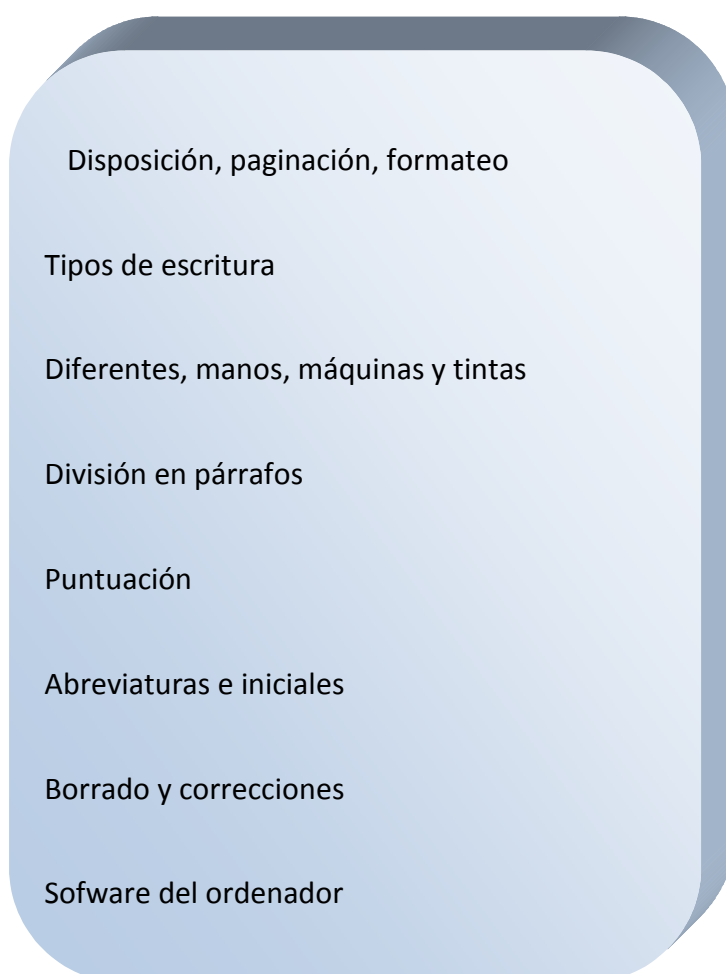 Disposición, paginación, formateo
Tipos de escritura
Diferentes, manos, máquinas y tintas
División en párrafos
Puntuación
Abreviaturas e iniciales
Borrado y correcciones
Sofware del ordenador